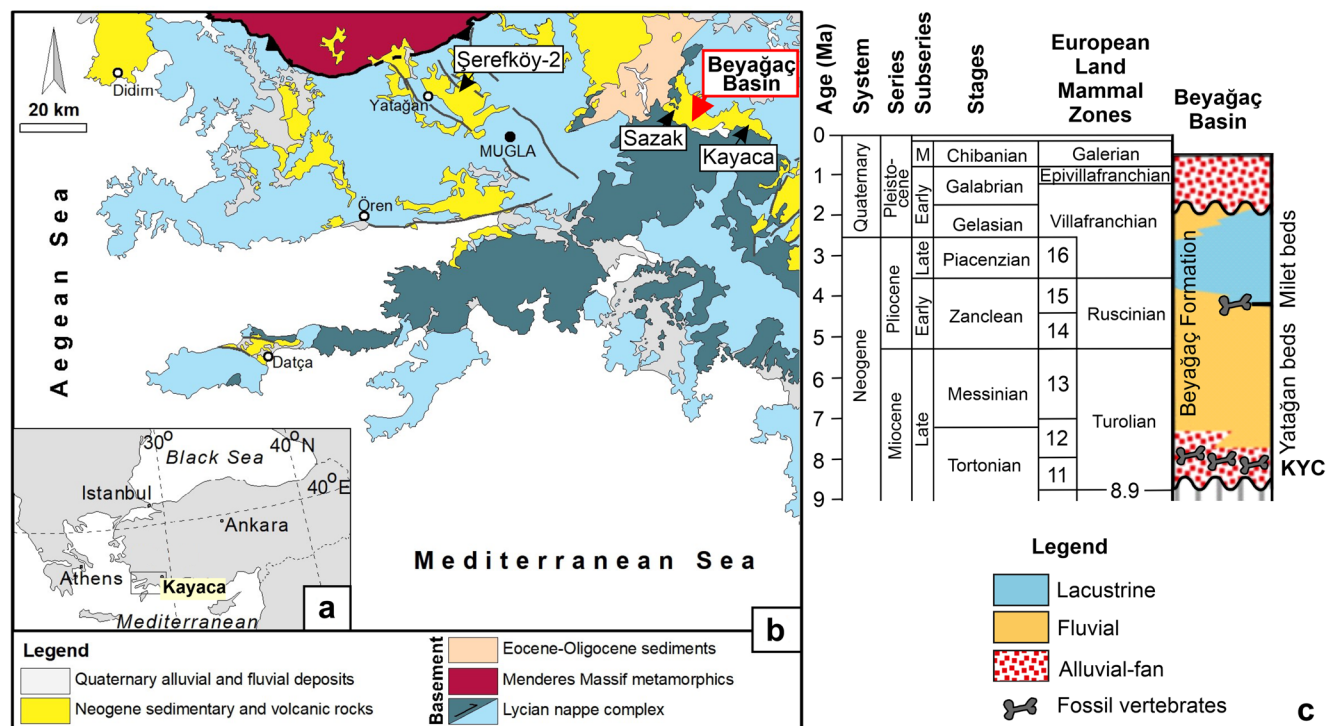 20 km
Didim
Şerefköy-2
Yatağan
MUGLA
Beyağaç
Basin
Sazak
Kayaca
Ören
Datça
Aegean Sea
Mediterranean Sea
b
30°
40°N
40°E
Black Sea
Istanbul
Ankara
Athens
Kayaca
Mediterranean
a
Legend
Quaternary alluvial and fluvial deposits
Neogene sedimentary and volcanic rocks
Basement
Eocene-Oligocene sediments
Menderes Massif metamorphics
Lycian nappe complex
Age (Ma)
System
Series
Subseries
Stages
European
Land
Mammal
Zones
Beyağaç
Basin
0
1
2
3
4
5
6
7
8
9
Quaternary
Neogene
Pleisto-
cene
Pliocene
Miocene
M
Early
Late
Early
Late
Chibanian
Galabrian
Gelasian
Piacenzian
Zanclean
Messinian
Tortonian
16
15
14
13
12
11
Galerian
Epivillafranchian
Villafranchian
Ruscinian
Turolian
8.9
Beyağaç Formation
Milet beds
Yatağan beds
KYC
Legend
Lacustrine
Fluvial
Alluvial-fan
Fossil vertebrates
c